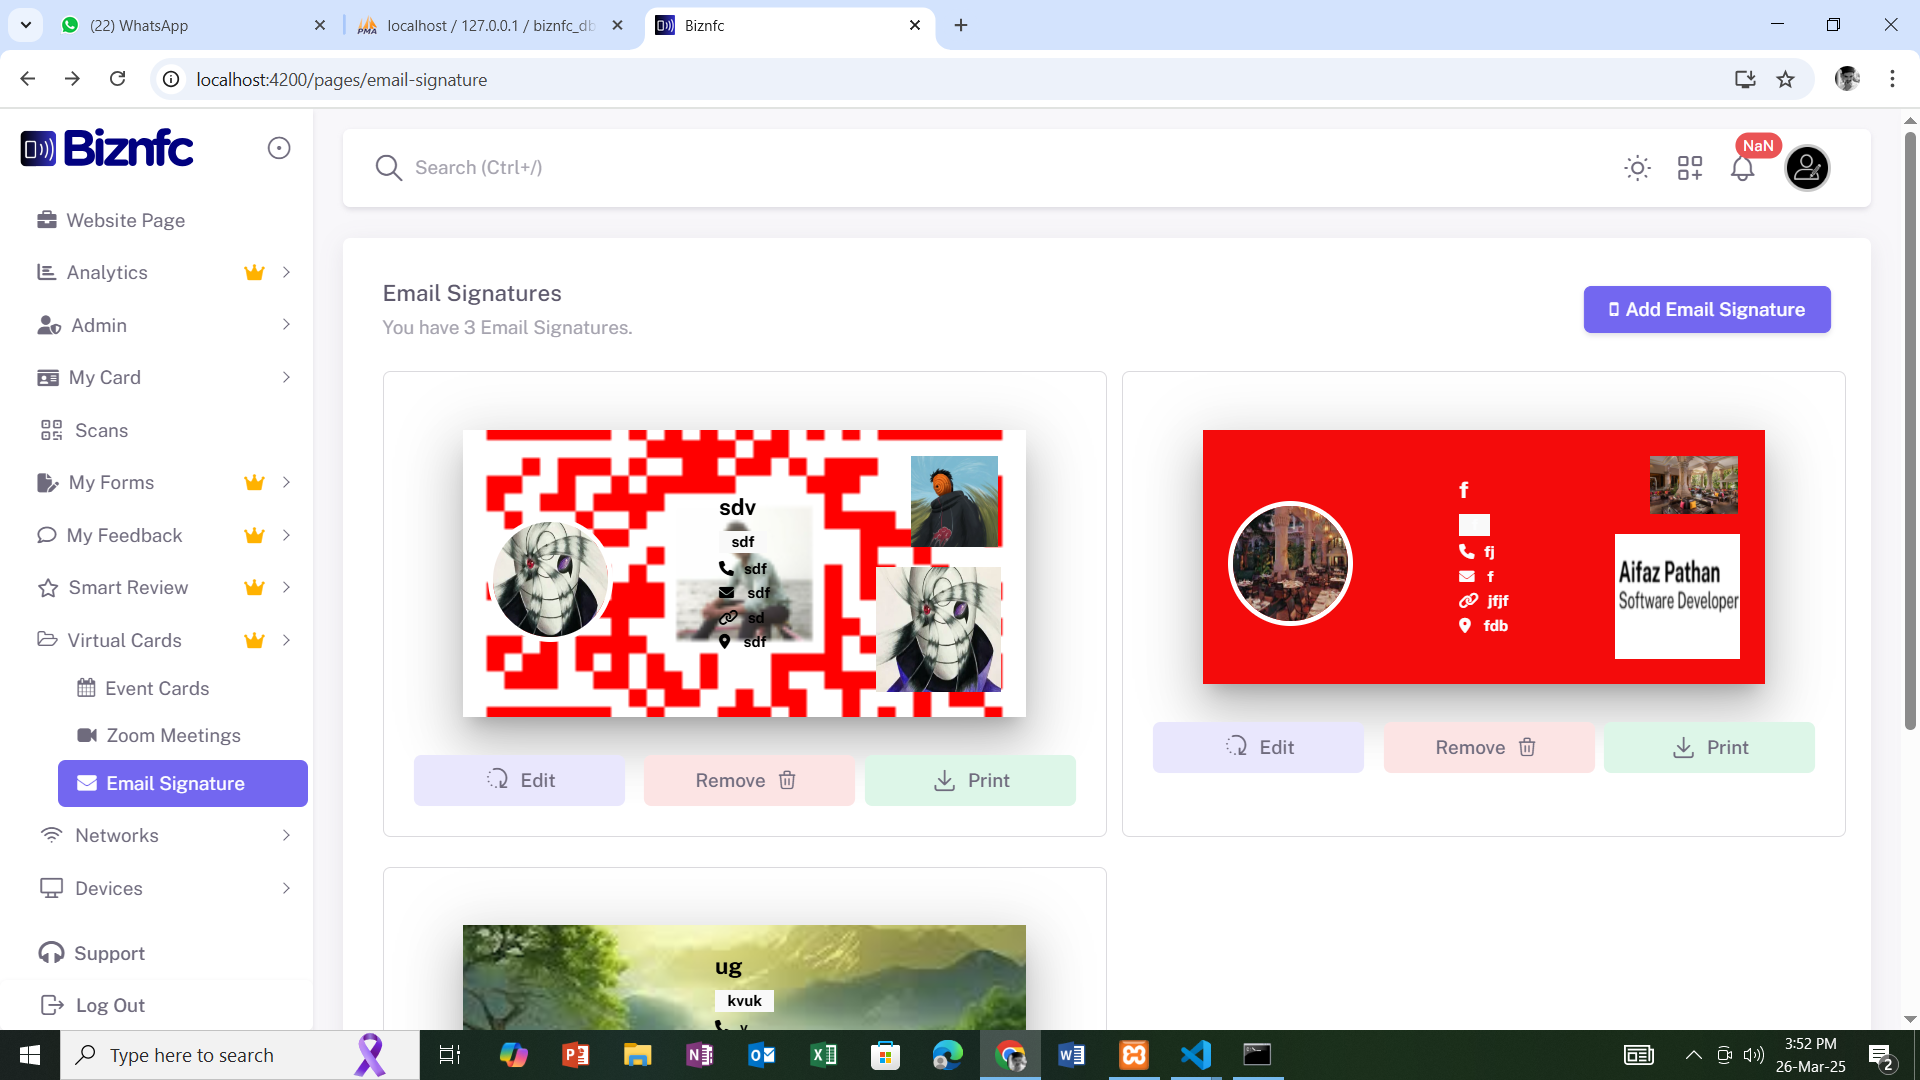 (22) WhatsApp
localhost / 127.0.0.1 / biznfc_db
Biznfc
localhost:4200/pages/email-signature
Biznfc
Search (Ctrl+/)
NaN
Website Page
Analytics
Admin
My Card
Scans
My Forms
My Feedback
Smart Review
Virtual Cards
Event Cards
Zoom Meetings
Email Signature
Networks
Devices
Support
Log Out
Email Signatures
You have 3 Email Signatures.
Add Email Signature
sdv
sdf
sdf
sdf
sd
sdf
Edit
Remove
Print
f
fj
f
jfjf
fdb
Aifaz Pathan
Software Developer
Edit
Remove
Print
ug
kvuk
Type here to search
3:52 PM
26-Mar-25
2